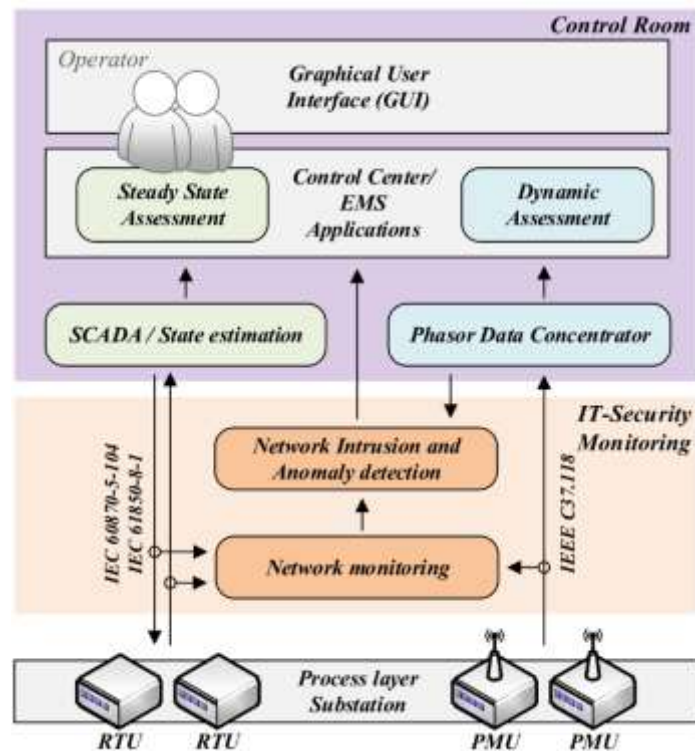 Control Room
Operator
Graphical User
Interface (GUI)
Steady State
Assessment
Control Center/
EMS
Applications
Dynamic
Assessment
SCADA / State estimation
Phasor Data Concentrator
IT-Security
Monitoring
Network Intrusion and
Anomaly detection
IEC 60870-5-104
IEC 61850-8-1
IEEE C37.118
Network monitoring
Process layer
Substation
RTU
RTU
PMU
PMU